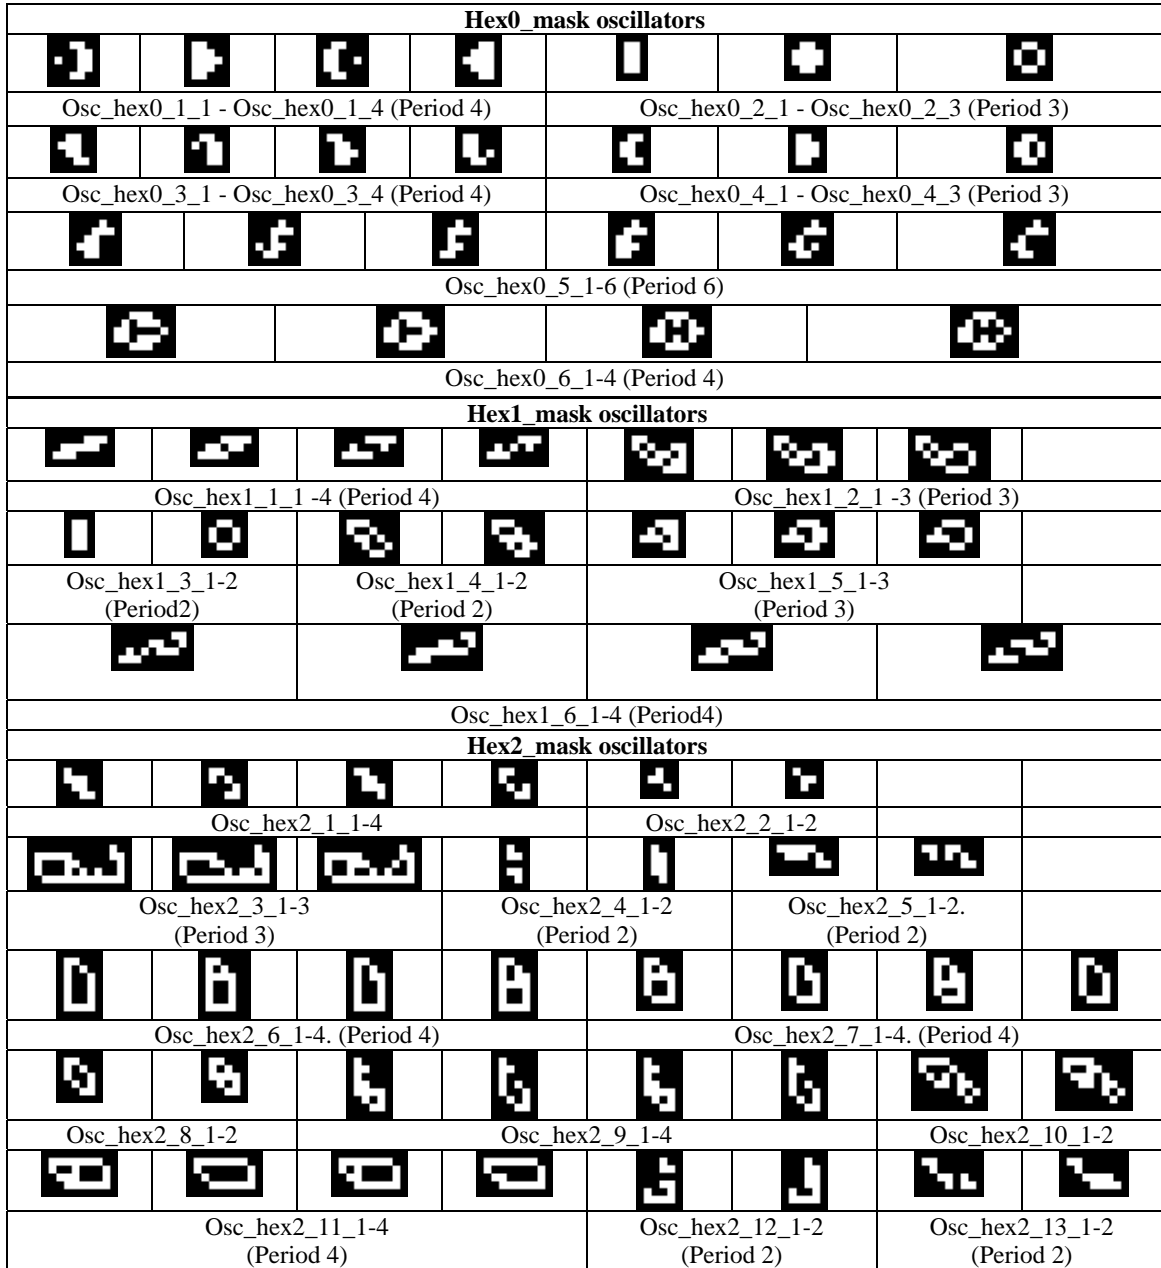 Hex0_mask oscillators
Osc_hex0_1_1 - Osc_hex0_1_4 (Period 4) Osc_hex0_2_1 - Osc_hex0_2_3 (Period 3)
Osc_hex0_3_1 - Osc_hex0_3_4 (Period 4) Osc_hex0_4_1 - Osc_hex0_4_3 (Period 3)
Osc_hex0_5_1-6 (Period 6)
Osc_hex0_6_1-4 (Period 4)
Hex1_mask oscillators
Osc_hex1_1_1 -4 (Period 4) Osc_hex1_2_1 -3 (Period 3)
Osc_hex1_3_1-2 Osc_hex1_4_1-2 Osc_hex1_5_1-3
(Period2) (Period 2) (Period 3)
Osc_hex1_6_1-4 (Period4)
Hex2_mask oscillators
Osc_hex2_1_1-4 Osc_hex2_2_1-2
Osc_hex2_3_1-3 Osc_hex2_4_1-2 Osc_hex2_5_1-2.
(Period 3) (Period 2) (Period 2)
Osc_hex2_6_1-4. (Period 4) Osc_hex2_7_1-4. (Period 4)
Osc_hex2_8_1-2 Osc_hex2_9_1-4 Osc_hex2_10_1-2
Osc_hex2_11_1-4 Osc_hex2_12_1-2 Osc_hex2_13_1-2
(Period 4) (Period 2) (Period 2)